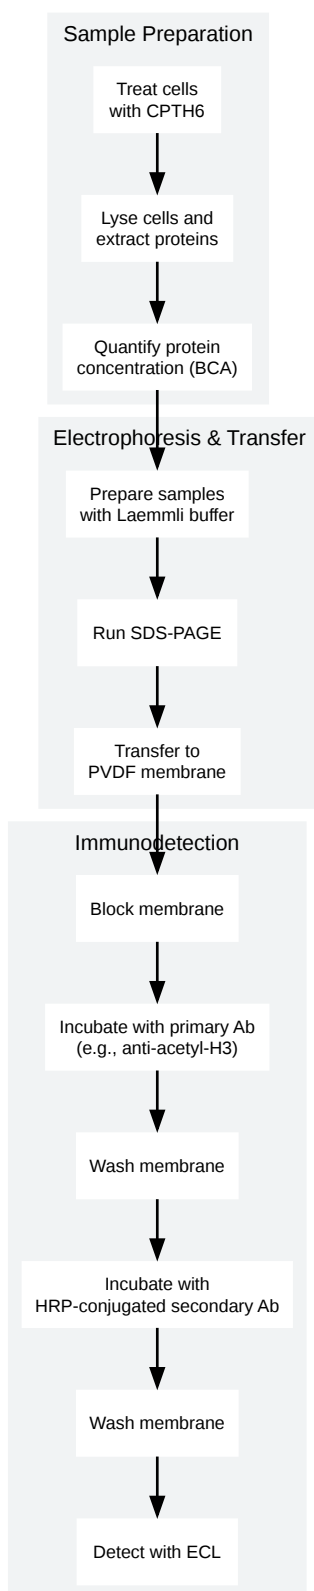 Sample Preparation
Treat cells
with CPTH6
Lyse cells and
extract proteins
Quantify protein
concentration (BCA)
Electrophoresis & Transfer
Prepare samples
with Laemmli buffer
Run SDS-PAGE
Transfer to
PVDF membrane
Immunodetection
Block membrane
Incubate with primary Ab
(e.g., anti-acetyl-H3)
Wash membrane
Incubate with
HRP-conjugated secondary Ab
Wash membrane
Detect with ECL